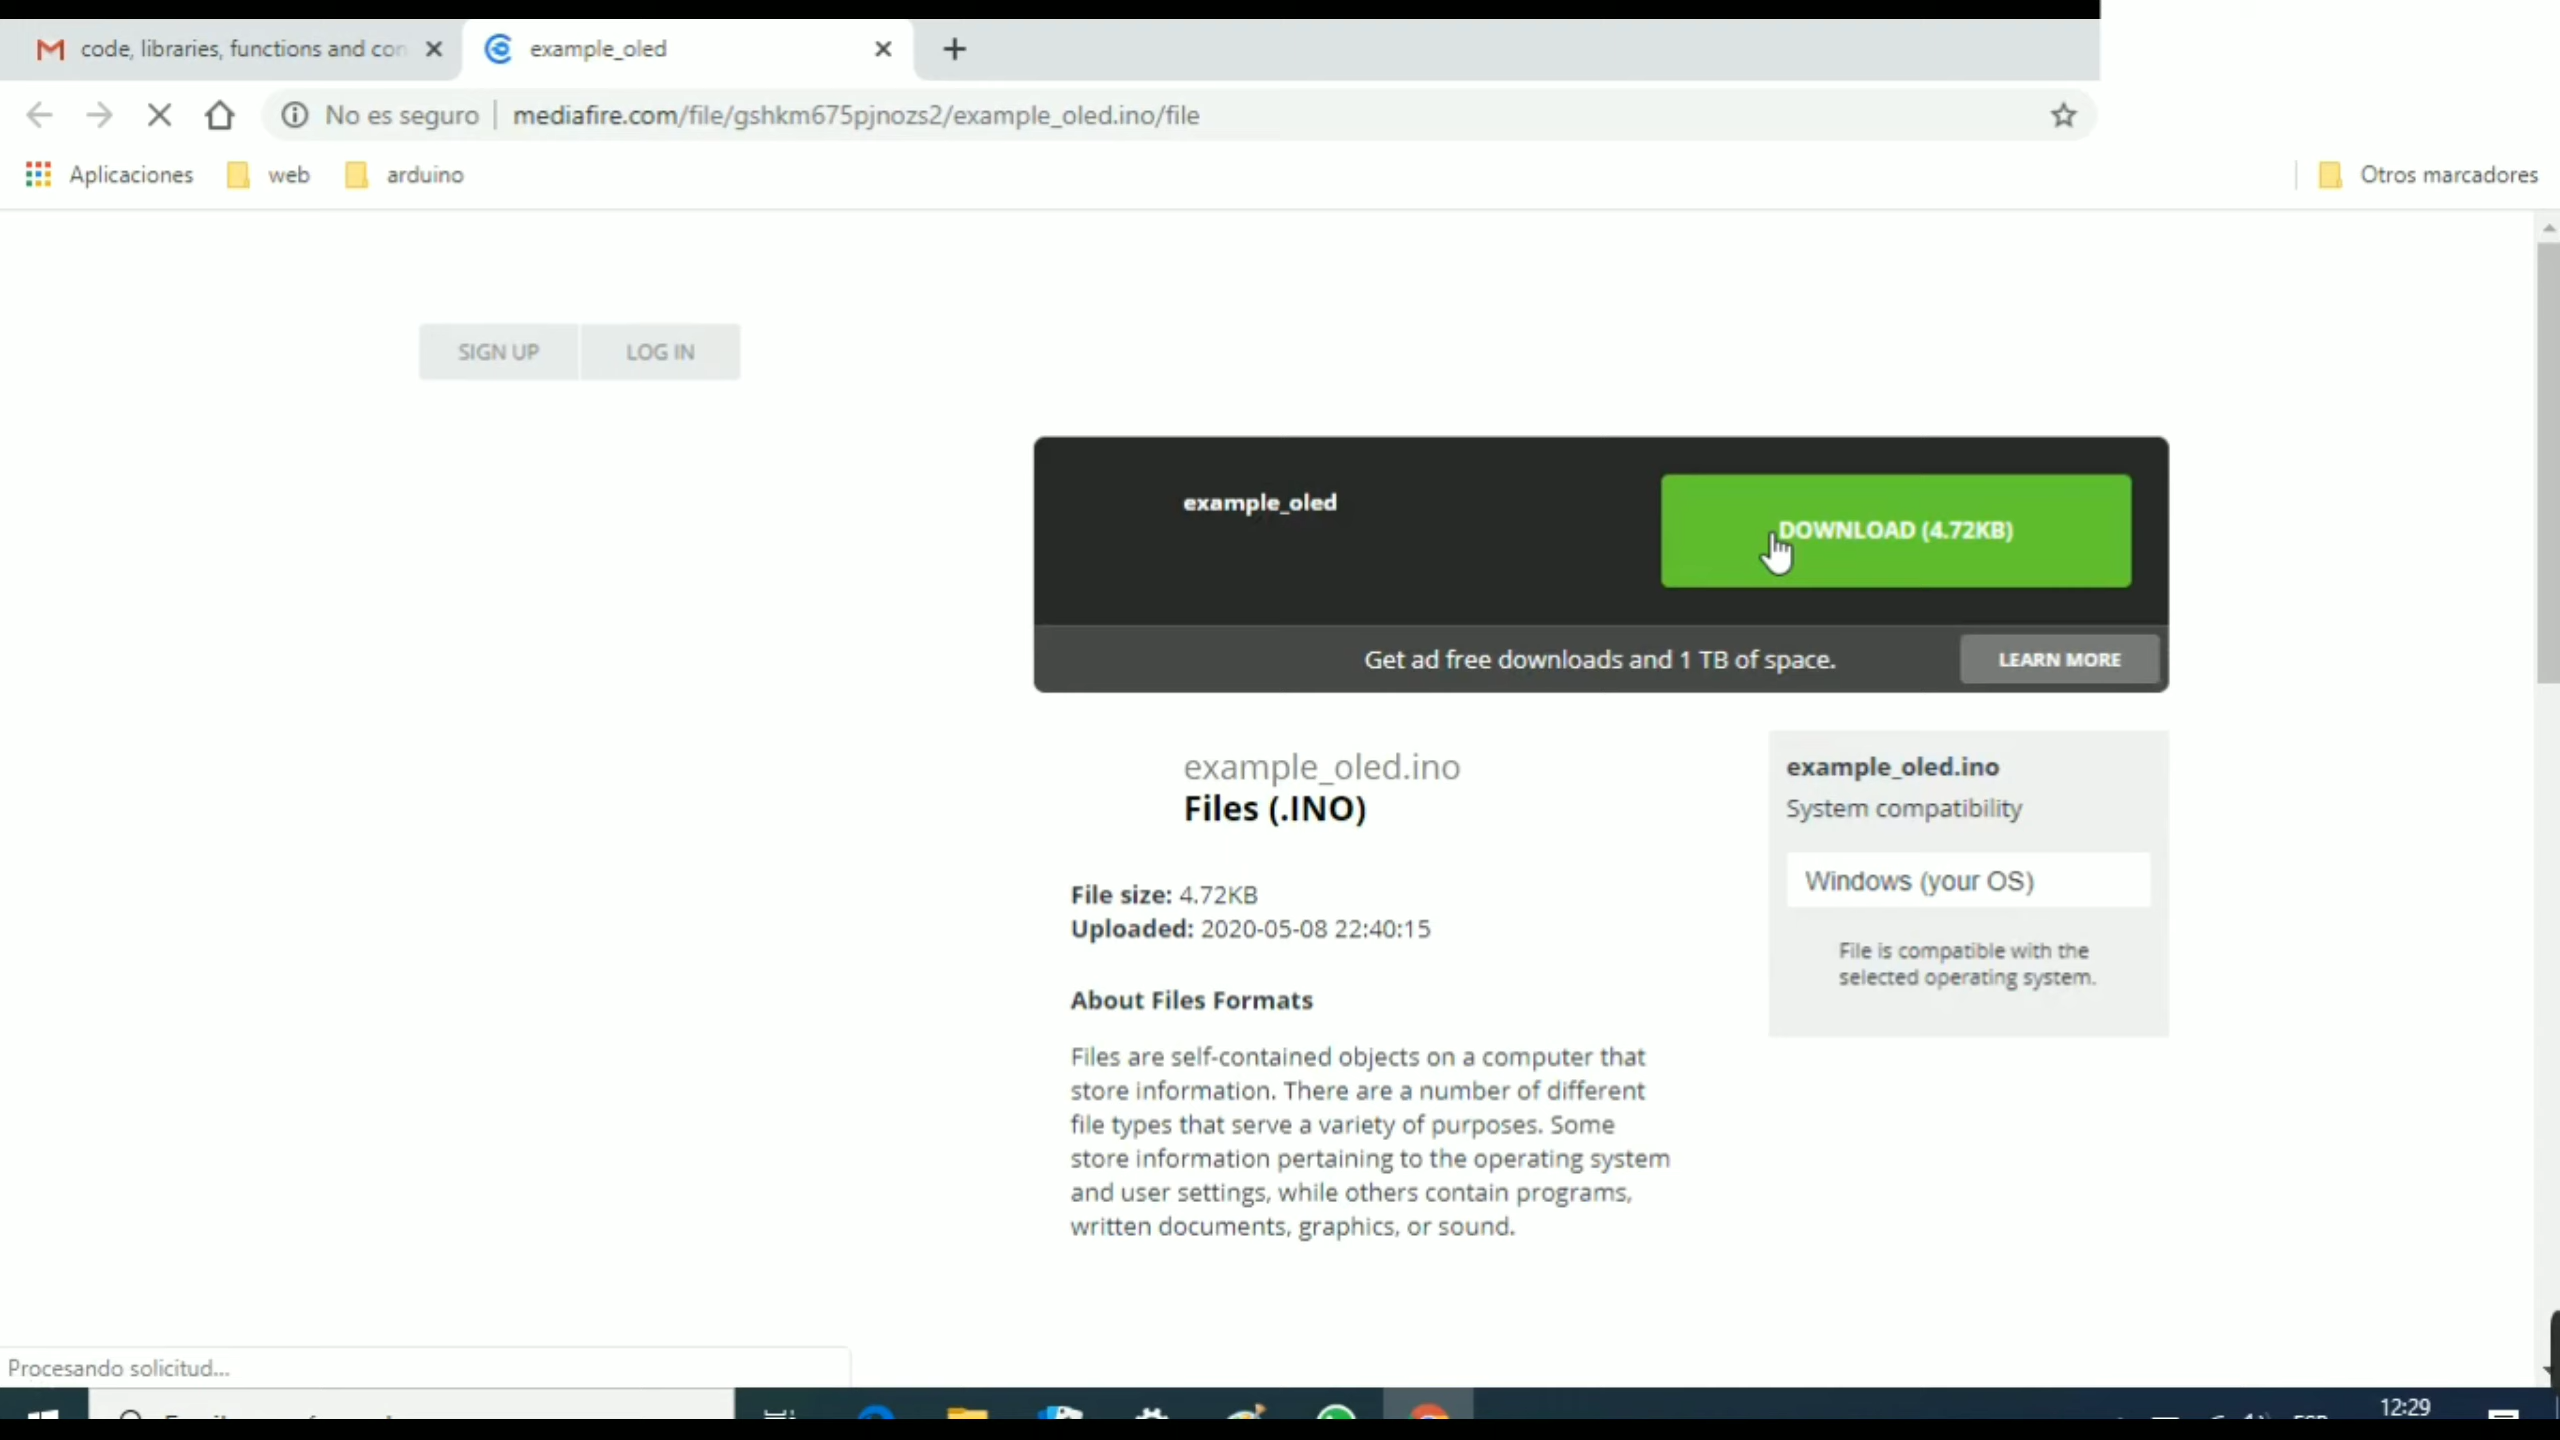 code, libraries, functions and con
example_oled
No es seguro
mediafire.com/file/gshkm675pjnozs2/example_oled.ino/file
Aplicaciones
web
arduino
Otros marcadores
SIGN UP
LOG IN
example_oled
DOWNLOAD (4.72KB)
Get ad free downloads and 1 TB of space.
LEARN MORE
example_oled.ino
Files (.INO)
File size: 4.72KB
Uploaded: 2020-05-08 22:40:15
About Files Formats
Files are self-contained objects on a computer that
store information. There are a number of different
file types that serve a variety of purposes. Some
store information pertaining to the operating system
and user settings, while others contain programs,
written documents, graphics, or sound.
example_oled.ino
System compatibility
Windows (your OS)
File is compatible with the
selected operating system.
Procesando solicitud...
12:29